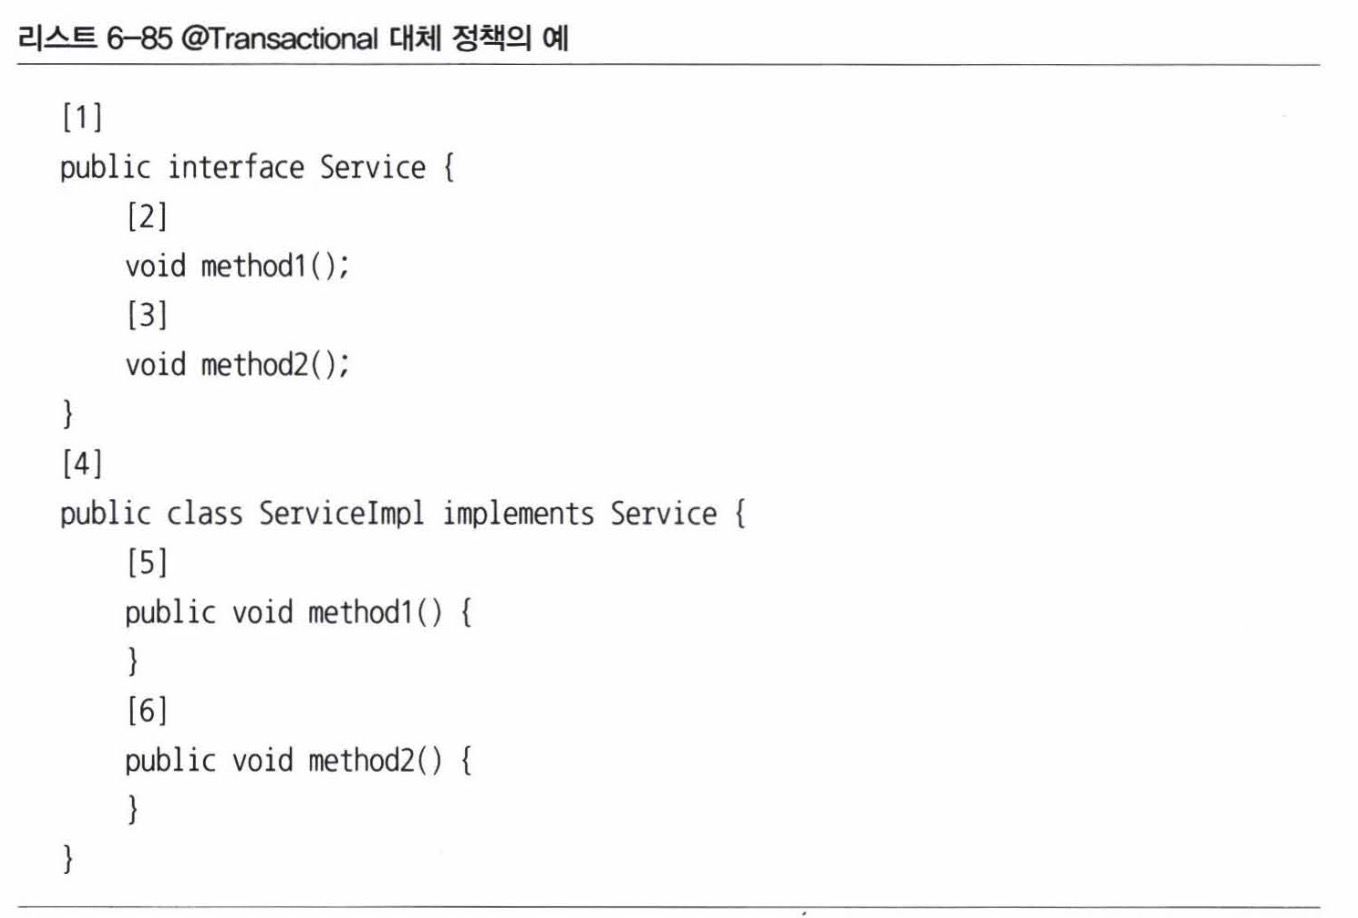 리스트 6-85 @Transactional 대체 정책의 예
[1]
public interface Service {
[2]
void method1();
[3]
void method2();
}
[4]
public class ServiceImpl implements Service {
[5]
public void method1() {
}
[6]
public void method2() {
}
}